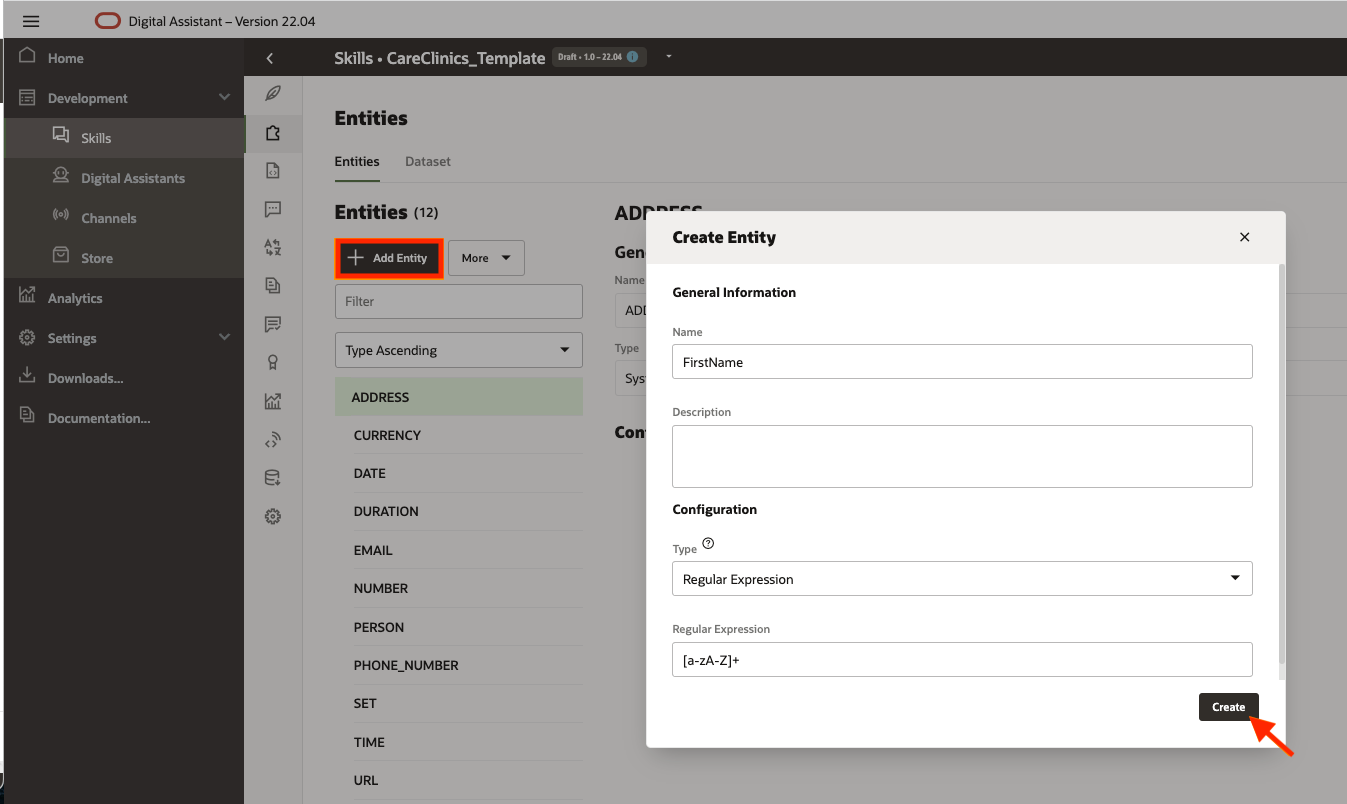 Digital Assistant – Version 22.04
Home
Development
Skills
Digital Assistants
Channels
Store
Analytics
Settings
Downloads...
Documentation...
Skills • CareClinics_Template
Draft • 1.0 – 22.04
Entities
Entities Dataset
Entities (12)
+ Add Entity
More
Filter
Type Ascending
ADDRESS
CURRENCY
DATE
DURATION
EMAIL
NUMBER
PERSON
PHONE_NUMBER
SET
TIME
URL
ADDRESS
Gen
Name
ADD
Type
Sys
Con
Create Entity
General Information
Name
FirstName
Description
Configuration
Type
Regular Expression
Regular Expression
[a-zA-Z]+
Create